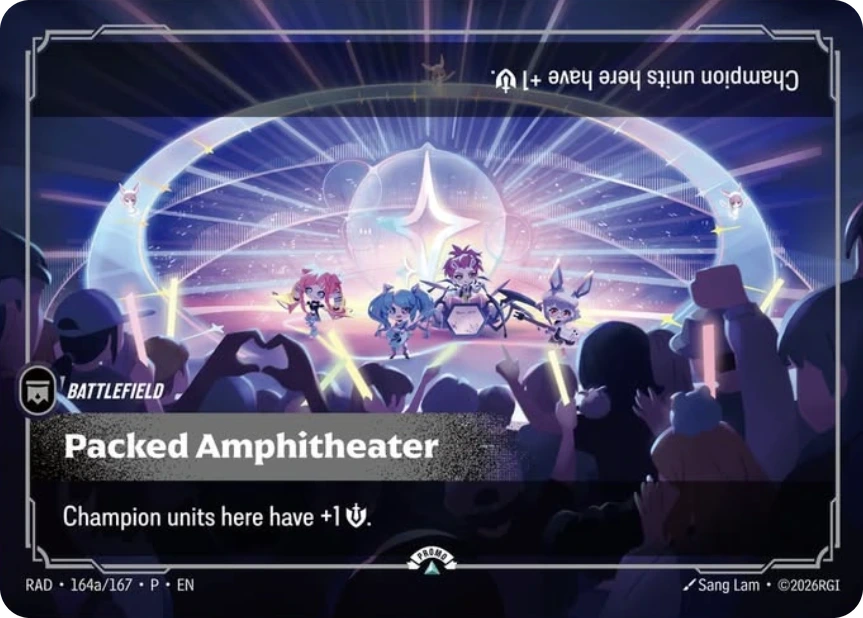 Champion units here have +1.
BATTLEFIELD
Packed Amphitheater
Champion units here have +1.
PROMO
RAD • 164a/167 • P • EN
Sang Lam • ©2026RGI